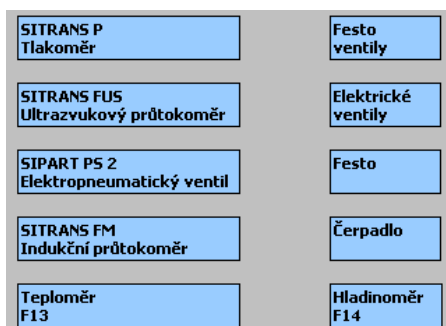 SITRANS P
Tlakoměr
Festo
ventily
SITRANS FUS
Ultrazvukový průtokoměr
Elektrické
ventily
SIPART PS 2
Elektropneumatický ventil
Festo
SITRANS FM
Indukční průtokoměr
Čerpadlo
Teploměr
F13
Hladinoměr
F14